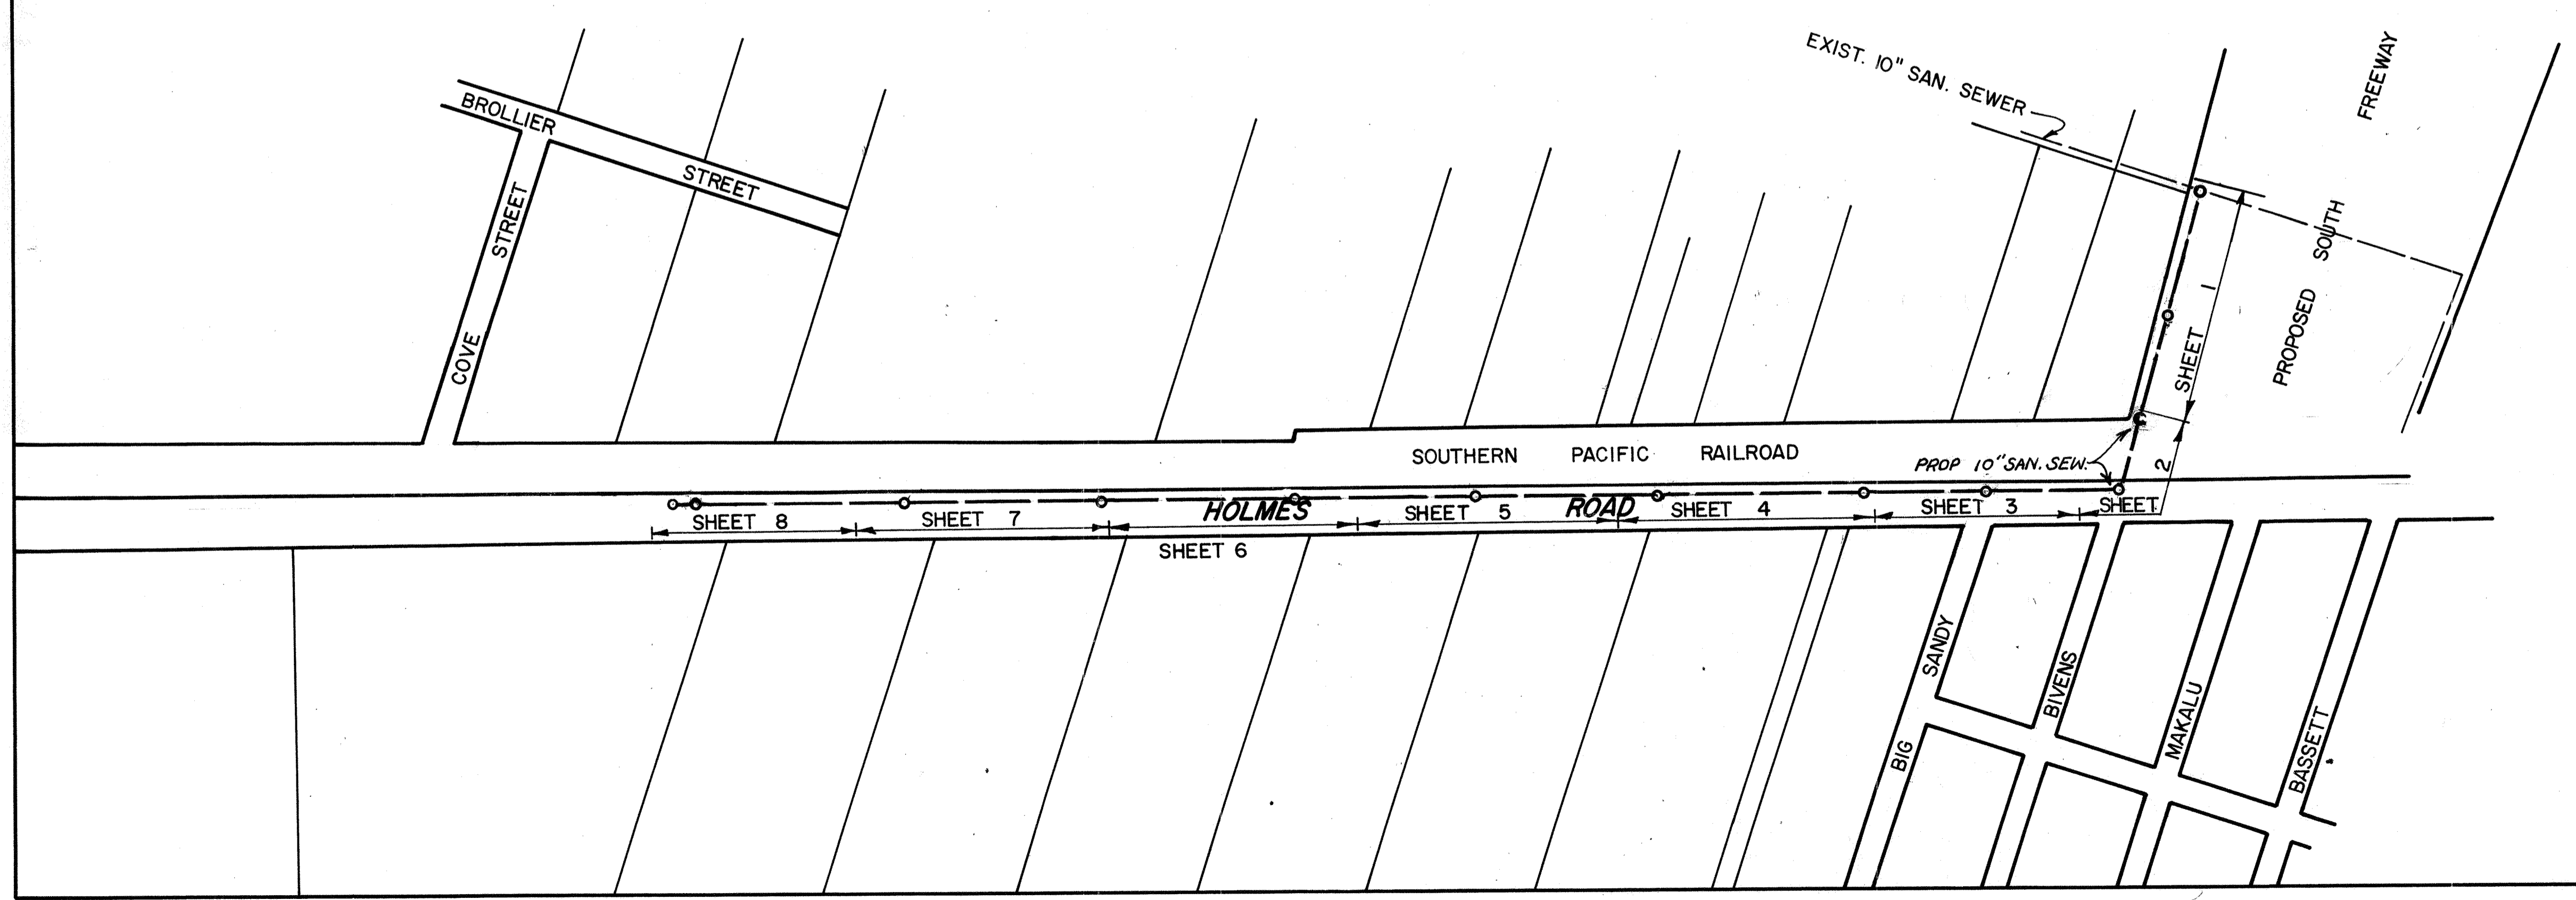 EXIST. 10" SAN. SEWER
BROLLIER STREET
COVE STREET
PROPOSED SOUTH FREEWAY
SHEET 1
SOUTHERN PACIFIC RAILROAD
PROP 10" SAN. SEW.
SHEET 2
HOLMES ROAD
SHEET 8
SHEET 7
SHEET 6
SHEET 5
SHEET 4
SHEET 3
BIG SANDY
BIVENS
MAKALU
BASSETT